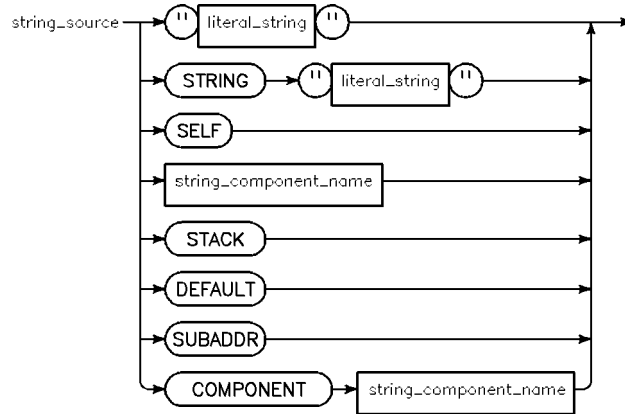 string_source " literal_string "
STRING " literal_string "
SELF
string_component_name
STACK
DEFAULT
SUBADDR
COMPONENT string_component_name